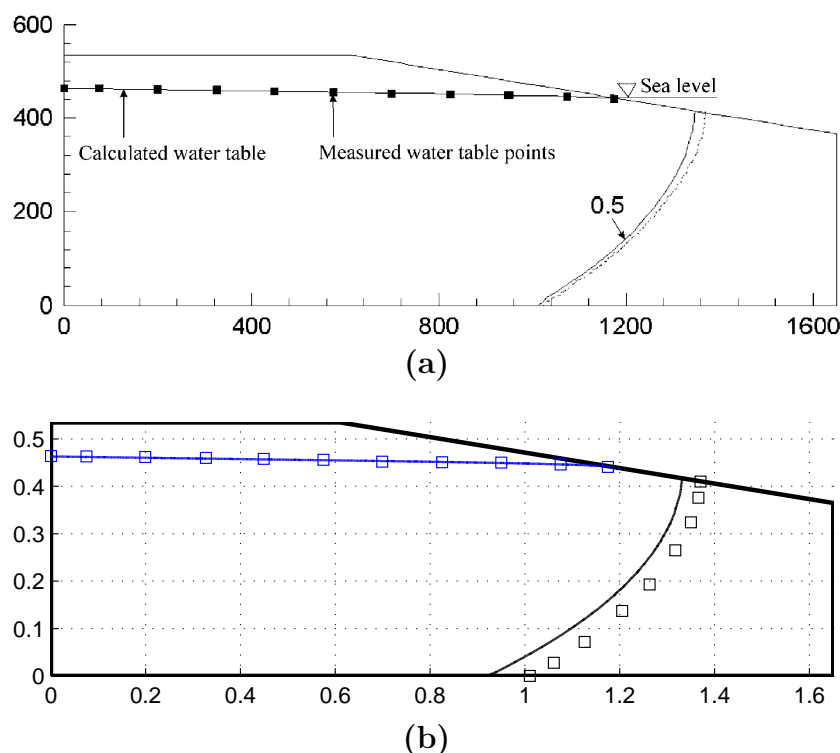 600
400
200
0
Sea level
Calculated water table
Measured water table points
0.5
0 400 800 1200 1600
(a)
0.5
0.4
0.3
0.2
0.1
0
0 0.2 0.4 0.6 0.8 1 1.2 1.4 1.6
(b)